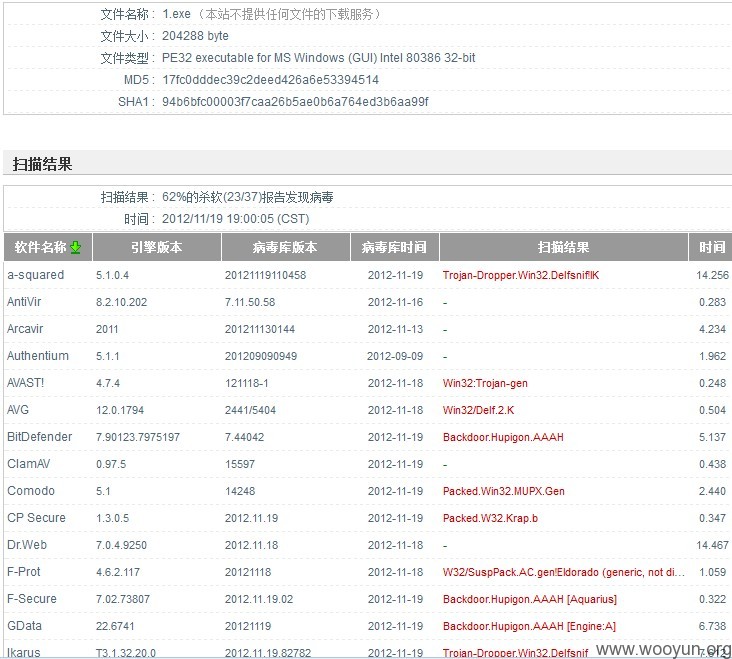 文件名称 : 1.exe （本站不提供任何文件的下载服务）
文件大小 : 204288 byte
文件类型 : PE32 executable for MS Windows (GUI) Intel 80386 32-bit
MD5 : 17fc0dddec39c2deed426a6e53394514
SHA1 : 94b6bfc00003f7caa26b5ae0b6a764ed3b6aa99f
扫描结果
扫描结果 : 62%的杀软(23/37)报告发现病毒
时间 : 2012/11/19 19:00:05 (CST)
软件名称 引擎版本 病毒库版本 病毒库时间 扫描结果 时间
a-squared 5.1.0.4 20121119110458 2012-11-19 Trojan-Dropper.Win32.Delfsnif!IK 14.256
AntiVir 8.2.10.202 7.11.50.58 2012-11-16 - 0.283
Arcavir 2011 201211130144 2012-11-13 - 4.234
Authentium 5.1.1 201209090949 2012-09-09 - 1.962
AVAST! 4.7.4 121118-1 2012-11-18 Win32:Trojan-gen 0.248
AVG 12.0.1794 2441/5404 2012-11-18 Win32/Delf.2.K 0.504
BitDefender 7.90123.7975197 7.44042 2012-11-19 Backdoor.Hupigon.AAAH 5.137
ClamAV 0.97.5 15597 2012-11-19 - 0.438
Comodo 5.1 14248 2012-11-19 Packed.Win32.MUPX.Gen 2.440
CP Secure 1.3.0.5 2012.11.19 2012-11-19 Packed.W32.Krap.b 0.347
Dr.Web 7.0.4.9250 2012.11.18 2012-11-18 - 14.467
F-Prot 4.6.2.117 20121118 2012-11-18 W32/SuspPack.AC.gen!Eldorado (generic, not di... 1.059
F-Secure 7.02.73807 2012.11.19.02 2012-11-19 Backdoor.Hupigon.AAAH [Aquarius] 0.322
GData 22.6741 20121119 2012-11-19 Backdoor.Hupigon.AAAH [Engine:A] 6.738
Ikarus T3.1.32.20.0 2012.11.19.82782 2012-11-19 Trojan-Dropper.Win32.Delfsnif
www.wooyun.org